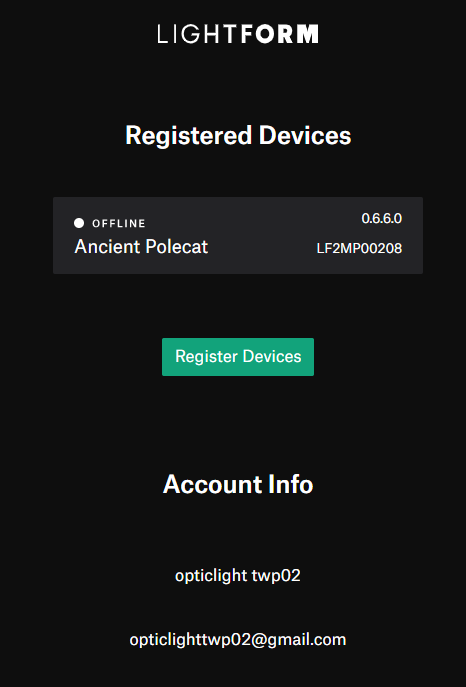 LIGHTFORM
Registered Devices
OFFLINE
0.6.6.0
Ancient Polecat
LF2MP00208
Register Devices
Account Info
opticlight twp02
opticlighttwp02@gmail.com